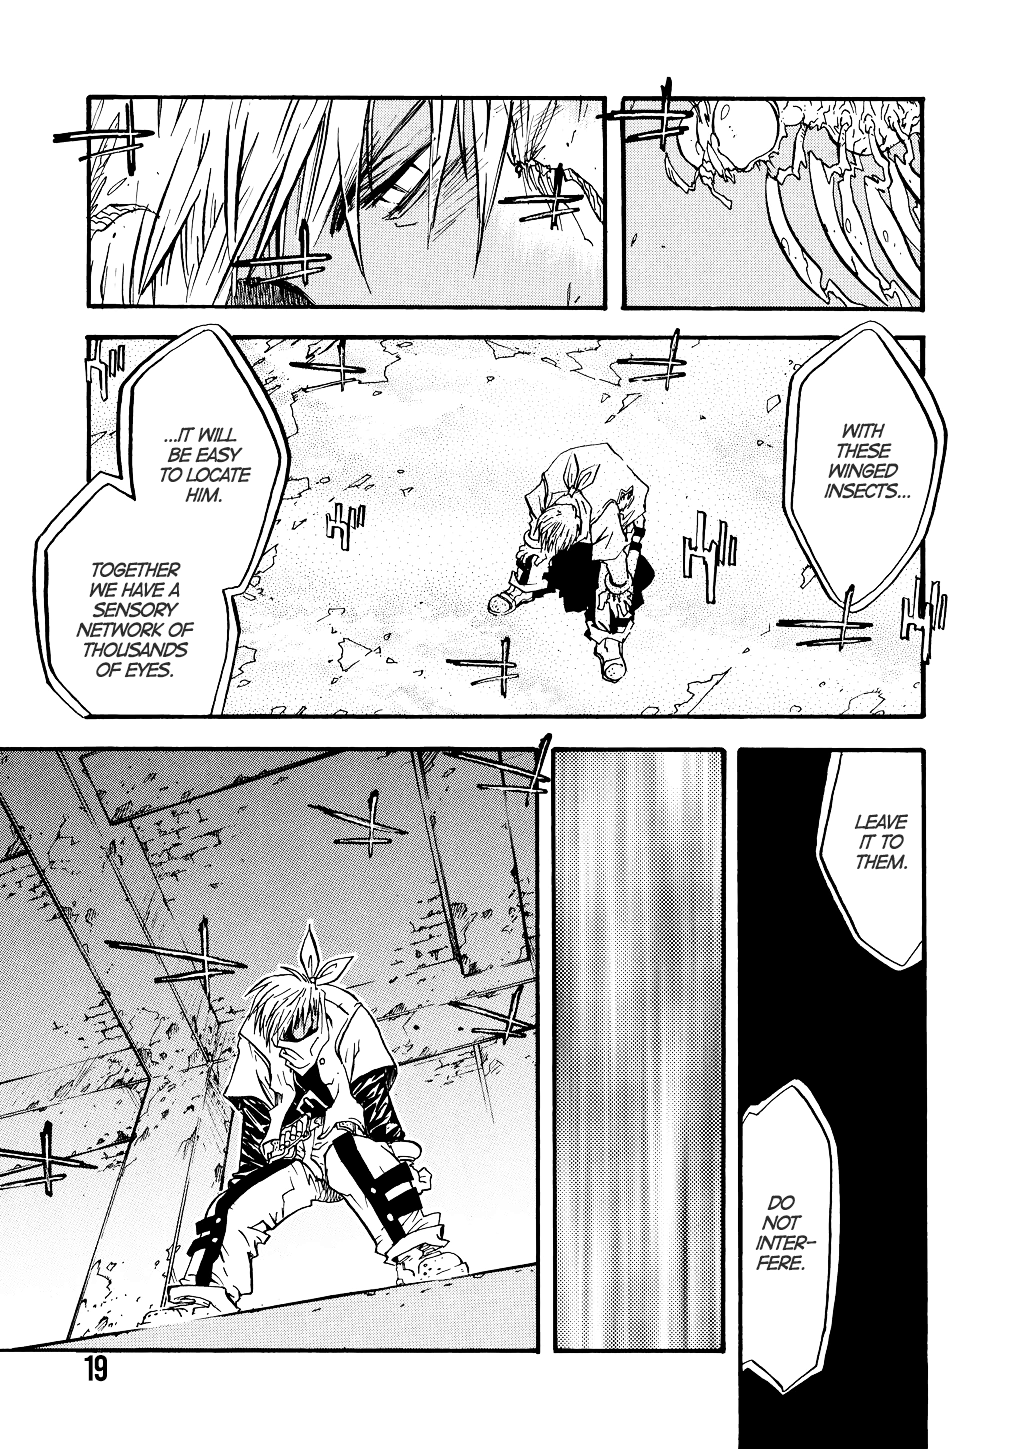 WITH
THESE
WINGED
INSECTS...
...IT WILL
BE EASY
TO LOCATE
HIM.
TOGETHER
WE HAVE A
SENSORY
NETWORK OF
THOUSANDS
OF EYES.
LEAVE
IT TO
THEM.
DO
NOT
INTER-
FERE.
19